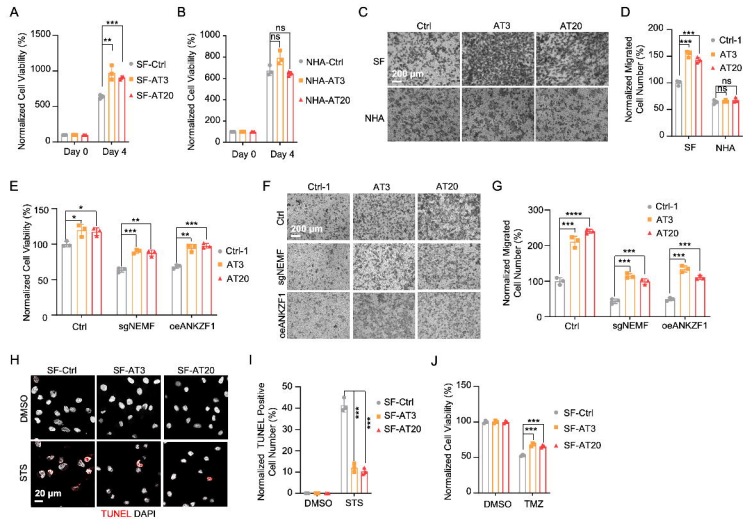 A
Normalized Cell Viability (%)
1500
1000
500
0
Day 0
Day 4
**
***
SF-Ctrl
SF-AT3
SF-AT20
B
Normalized Cell Viability (%)
1000
800
600
400
200
0
Day 0
Day 4
ns
ns
NHA-Ctrl
NHA-AT3
NHA-AT20
C
Ctrl
AT3
AT20
SF
200 μm
NHA
D
Normalized Migrated
Cell Number (%)
200
150
100
50
0
SF
NHA
***
***
ns
ns
Ctrl-1
AT3
AT20
E
Normalized Cell Viability (%)
150
100
50
0
Ctrl
sgNEMF
oeANKZF1
*
*
***
**
**
***
Ctrl-1
AT3
AT20
F
Ctrl-1
AT3
AT20
Ctrl
200 μm
sgNEMF
oeANKZF1
G
Normalized Migrated
Cell Number (%)
300
200
100
0
Ctrl
sgNEMF
oeANKZF1
***
****
***
***
***
***
Ctrl-1
AT3
AT20
H
SF-Ctrl
SF-AT3
SF-AT20
DMSO
STS
20 μm
TUNEL DAPI
I
Normalized TUNEL Positive
Cell Number (%)
50
40
30
20
10
0
DMSO
STS
***
***
SF-Ctrl
SF-AT3
SF-AT20
J
Normalized Cell Viability (%)
150
100
50
0
DMSO
TMZ
***
***
SF-Ctrl
SF-AT3
SF-AT20